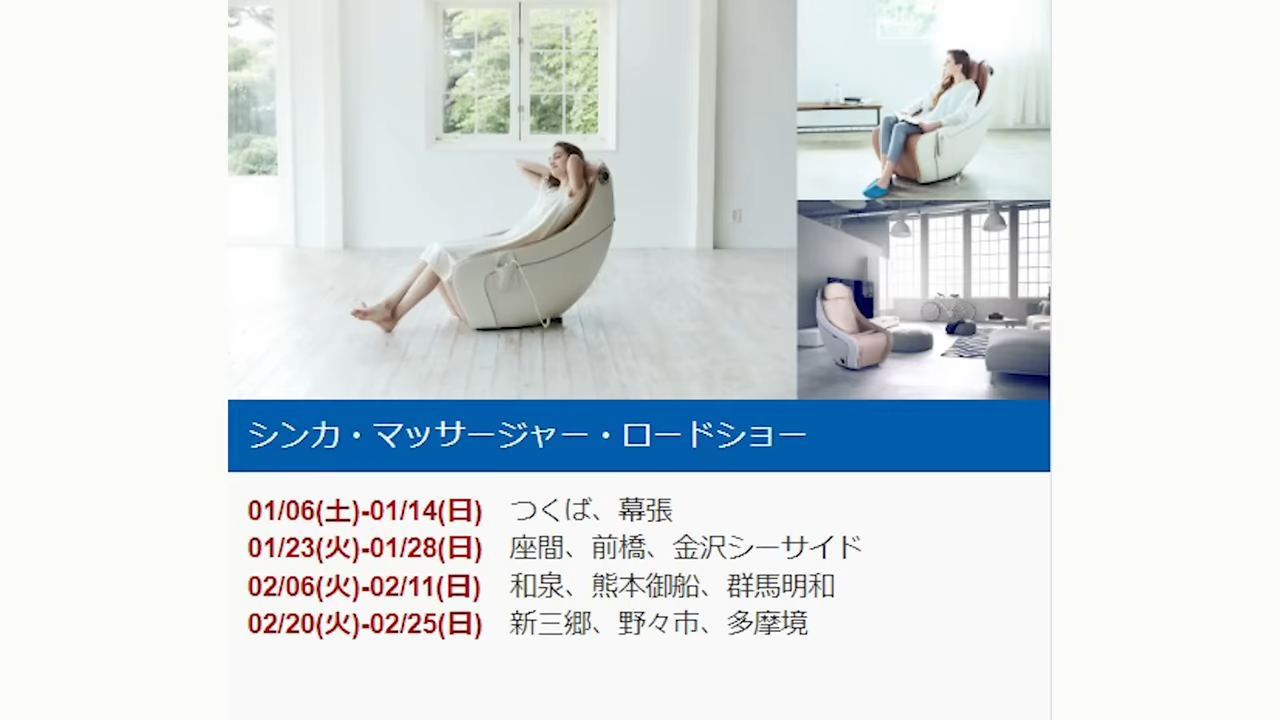 シンカ・マッサージャー・ロードショー
01/06(土)-01/14(日) つくば、幕張
01/23(火)-01/28(日) 座間、前橋、金沢シーサイド
02/06(火)-02/11(日) 和泉、熊本御船、群馬明和
02/20(火)-02/25(日) 新三郷、野々市、多摩境